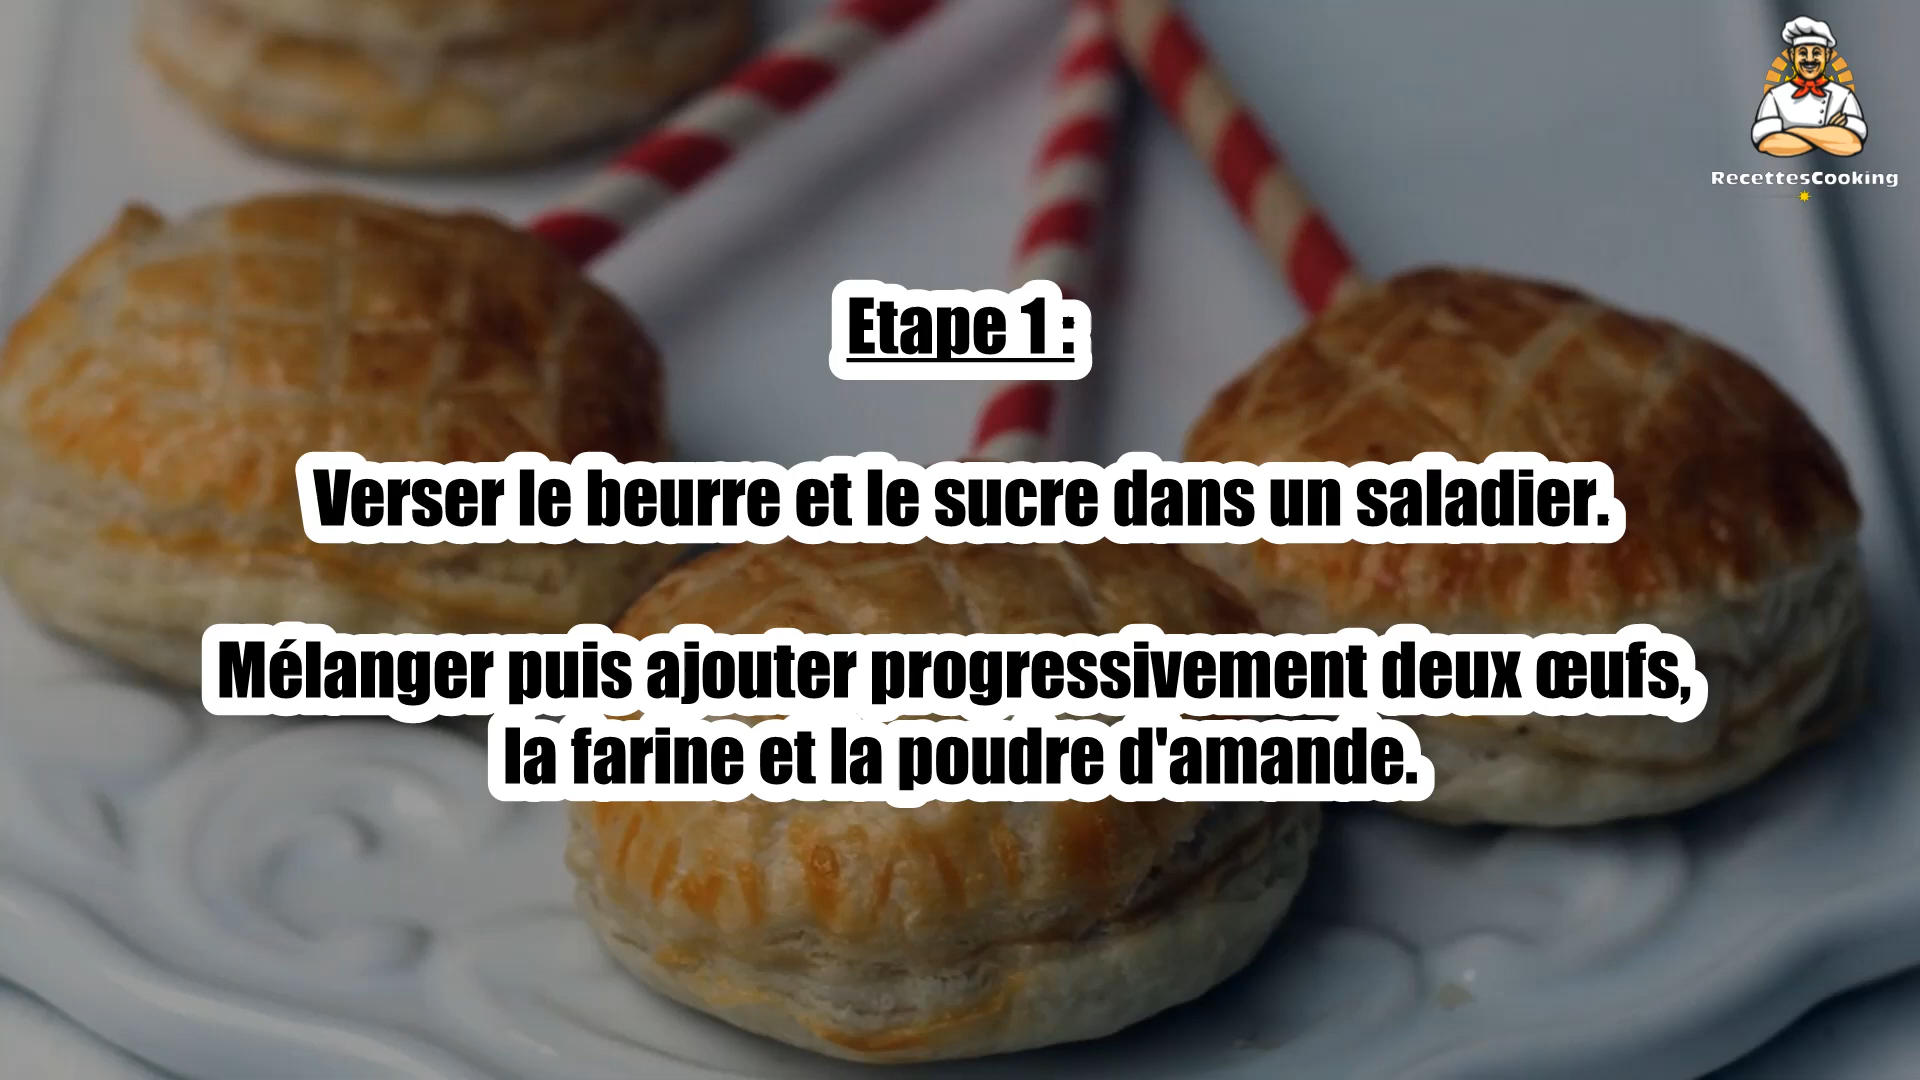 RecettesCooking
Etape 1 :
Verser le beurre et le sucre dans un saladier.
Mélanger puis ajouter progressivement deux œufs,
la farine et la poudre d'amande.